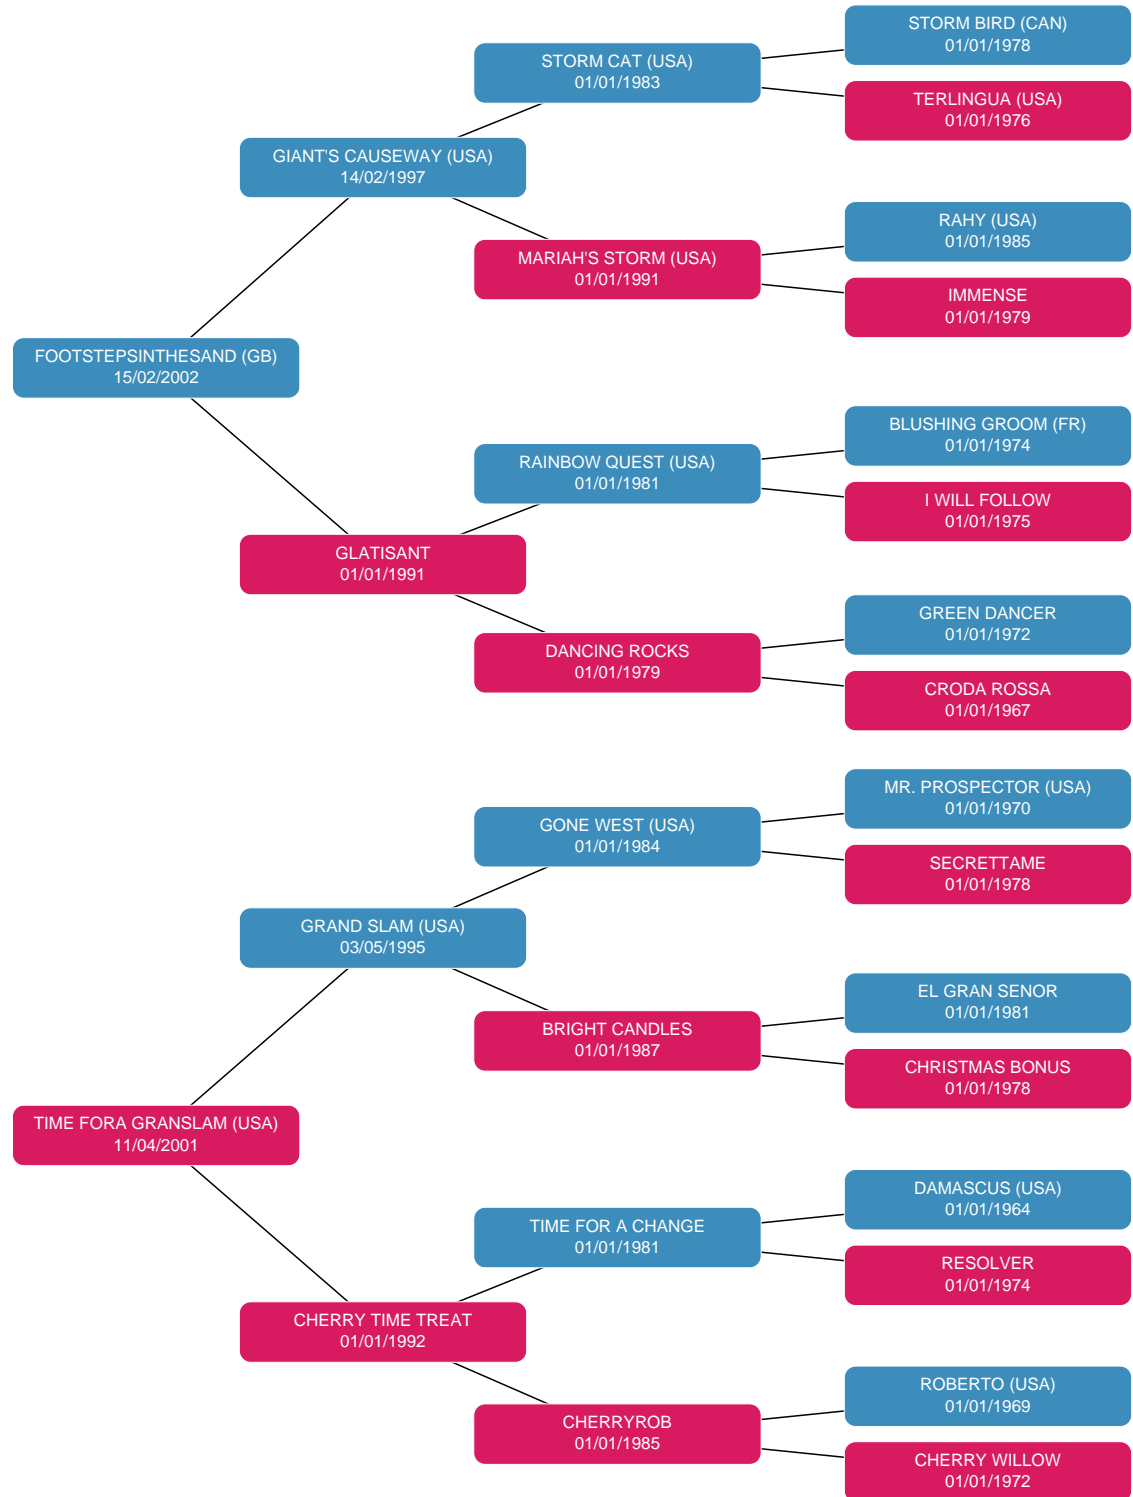 STORM BIRD (CAN)
01/01/1978
STORM CAT (USA)
01/01/1983
TERLINGUA (USA)
01/01/1976
GIANT'S CAUSEWAY (USA)
14/02/1997
RAHY (USA)
01/01/1985
MARIAH'S STORM (USA)
01/01/1991
IMMENSE
01/01/1979
FOOTSTEPSINTHESAND (GB)
15/02/2002
BLUSHING GROOM (FR)
01/01/1974
RAINBOW QUEST (USA)
01/01/1981
I WILL FOLLOW
01/01/1975
GLATISANT
01/01/1991
GREEN DANCER
01/01/1972
DANCING ROCKS
01/01/1979
CRODA ROSSA
01/01/1967
MR. PROSPECTOR (USA)
01/01/1970
GONE WEST (USA)
01/01/1984
SECRETTAME
01/01/1978
GRAND SLAM (USA)
03/05/1995
EL GRAN SENOR
01/01/1981
BRIGHT CANDLES
01/01/1987
CHRISTMAS BONUS
01/01/1978
TIME FORA GRANSLAM (USA)
11/04/2001
DAMASCUS (USA)
01/01/1964
TIME FOR A CHANGE
01/01/1981
RESOLVER
01/01/1974
CHERRY TIME TREAT
01/01/1992
ROBERTO (USA)
01/01/1969
CHERRYROB
01/01/1985
CHERRY WILLOW
01/01/1972